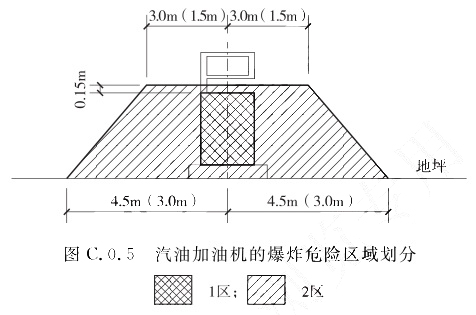 3.0m(1.5m) 3.0m(1.5m)
0.15m
地坪
4.5m(3.0m) 4.5m(3.0m)
图 C.0.5 汽油加油机的爆炸危险区域划分
1区; 2区